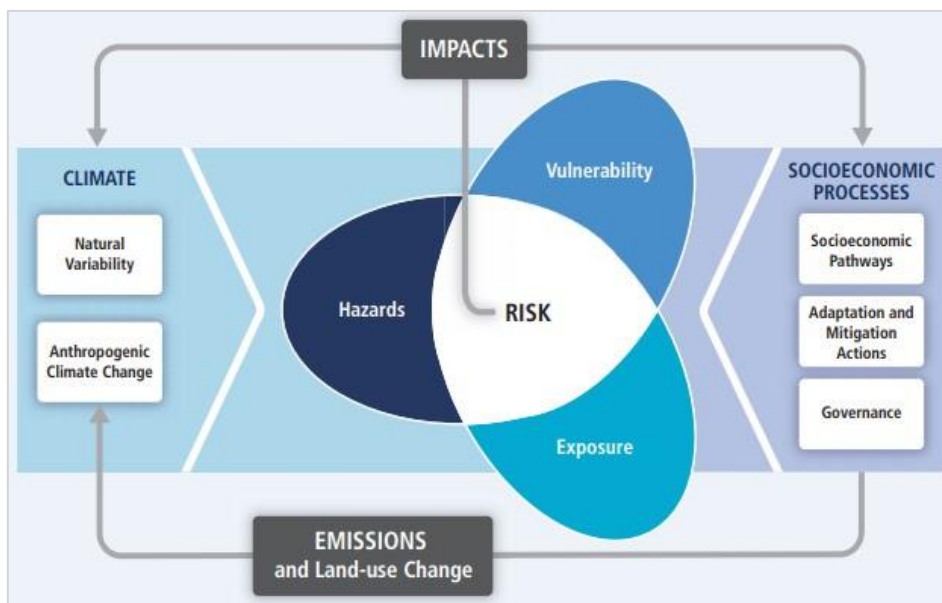 IMPACTS
CLIMATE
Natural
Variability
Anthropogenic
Climate Change
Vulnerability
Hazards
RISK
Exposure
SOCIOECONOMIC
PROCESSES
Socioeconomic
Pathways
Adaptation and
Mitigation
Actions
Governance
EMISSIONS
and Land-use Change